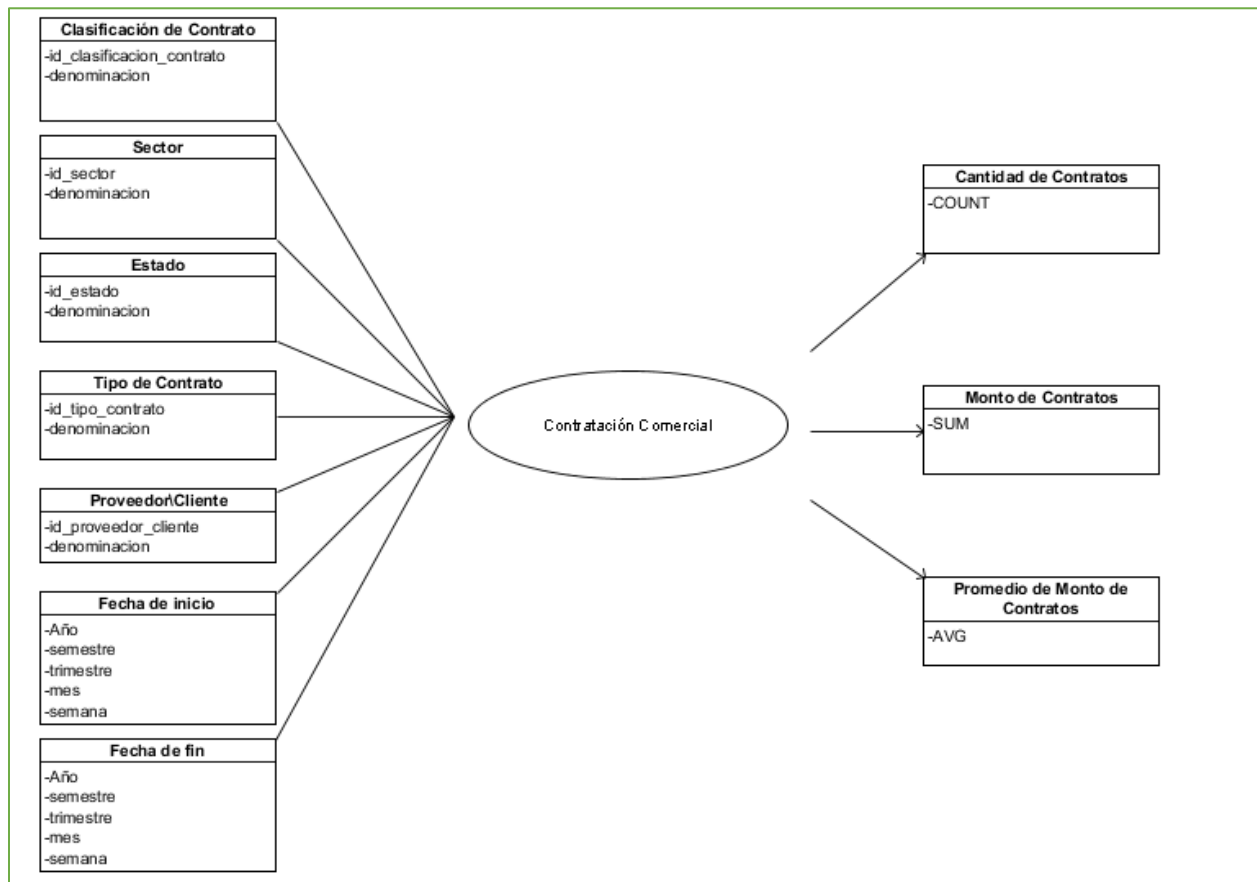 Clasificación de Contrato
-id_clasificacion_contrato
-denominacion
Sector
-id_sector
-denominacion
Estado
-id_estado
-denominacion
Tipo de Contrato
-id_tipo_contrato
-denominacion
Proveedor\Cliente
-id_proveedor_cliente
-denominacion
Fecha de inicio
-Año
-semestre
-trimestre
-mes
-semana
Fecha de fin
-Año
-semestre
-trimestre
-mes
-semana
Contratación Comercial
Cantidad de Contratos
-COUNT
Monto de Contratos
-SUM
Promedio de Monto de
Contratos
-AVG